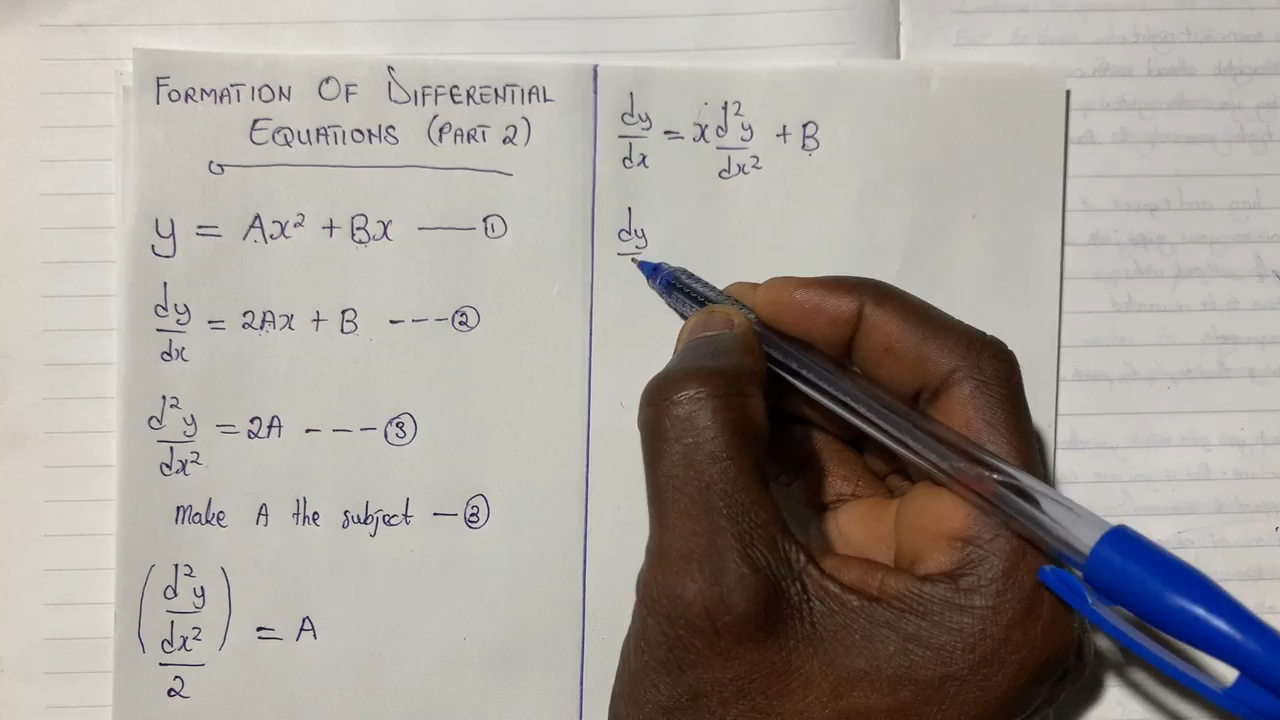 FORMATION OF DIFFERENTIAL
EQUATIONS (PART 2)
y = Ax² + Bx —— ①
dy/dx = 2Ax + B ---②
d²y/dx² = 2A ---③
Make A the subject —③
(d²y/dx²)/2 = A
dy/dx = x d²y/dx² + B
dy